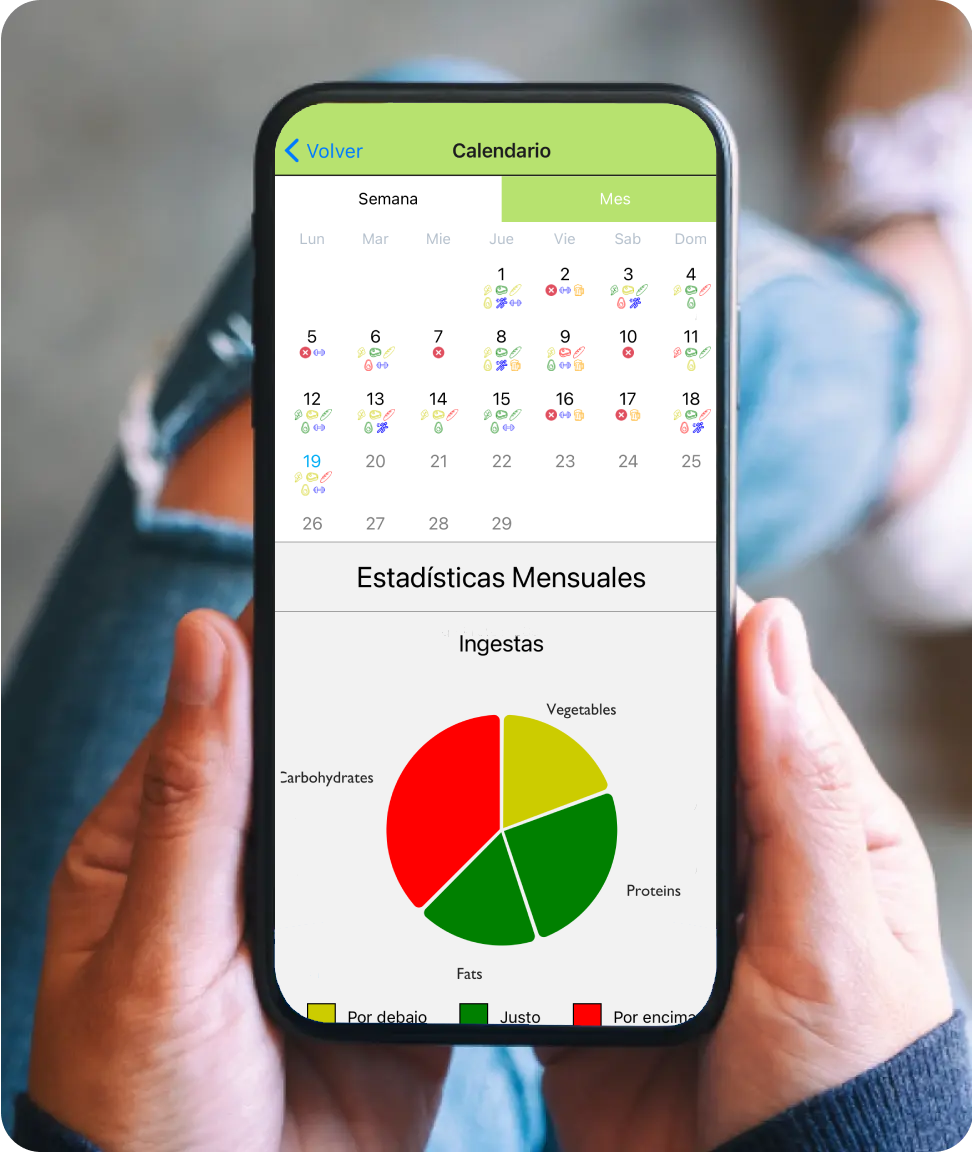 Volver Calendario
Semana Mes
Lun Mar Mie Jue Vie Sab Dom
1 2 3 4
5 6 7 8 9 10 11
12 13 14 15 16 17 18
19 20 21 22 23 24 25
26 27 28 29
Estadísticas Mensuales
Ingestas
Vegetables
Carbohydrates
Proteins
Fats
Por debajo Justo Por encima